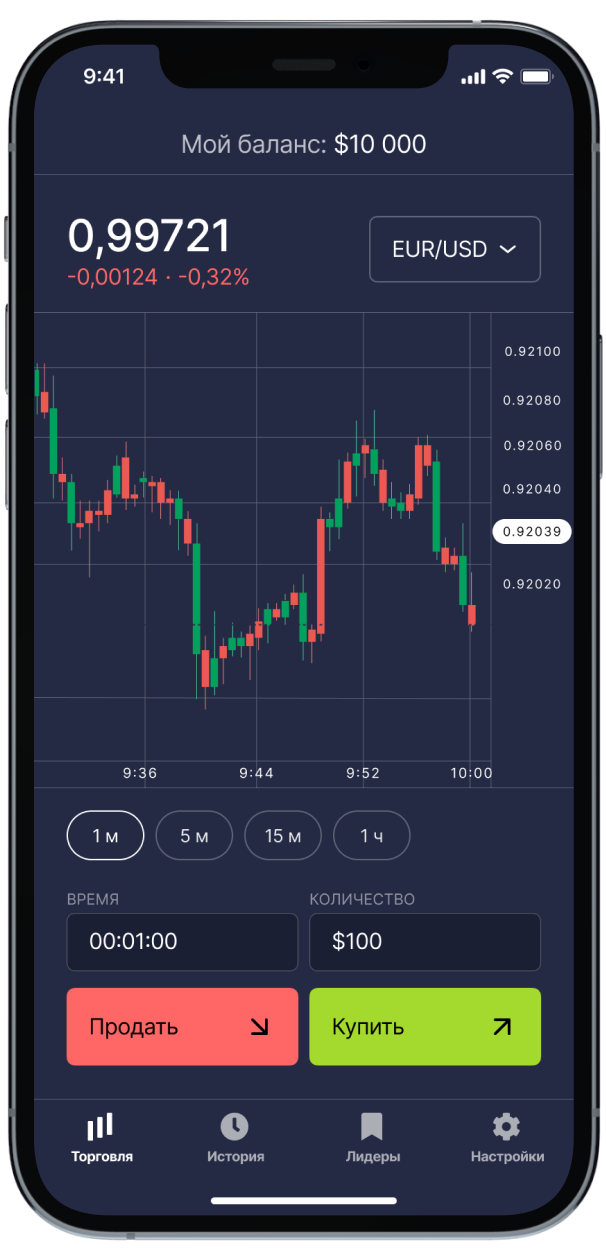 9:41
Мой баланс: $10 000
0,99721
-0,00124 · -0,32%
EUR/USD
0.92100
0.92080
0.92060
0.92040
0.92039
0.92020
9:36 9:44 9:52 10:00
1 м 5 м 15 м 1 ч
ВРЕМЯ КОЛИЧЕСТВО
00:01:00 $100
Продать Купить
Торговля История Лидеры Настройки